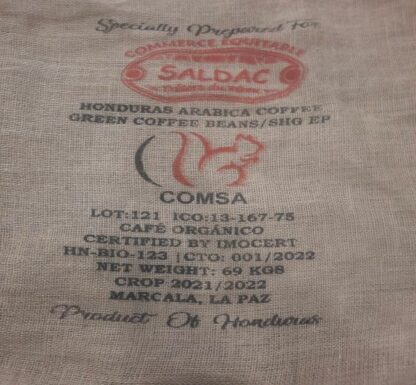 Specially Prepared For
COMMERCE EQUITABLE
SALDAC
HONDURAS ARABICA COFFEE
GREEN COFFEE BEANS/SHG EP
COMSA
LOT:121 ICO:13-167-75
CAFÉ ORGÁNICO
CERTIFIED BY IMOCERT
HN-BIO-123 | CTO: 001/2022
NET WEIGHT: 69 KGS
CROP 2021/2022
MARCALA, LA PAZ
Product Of Honduras